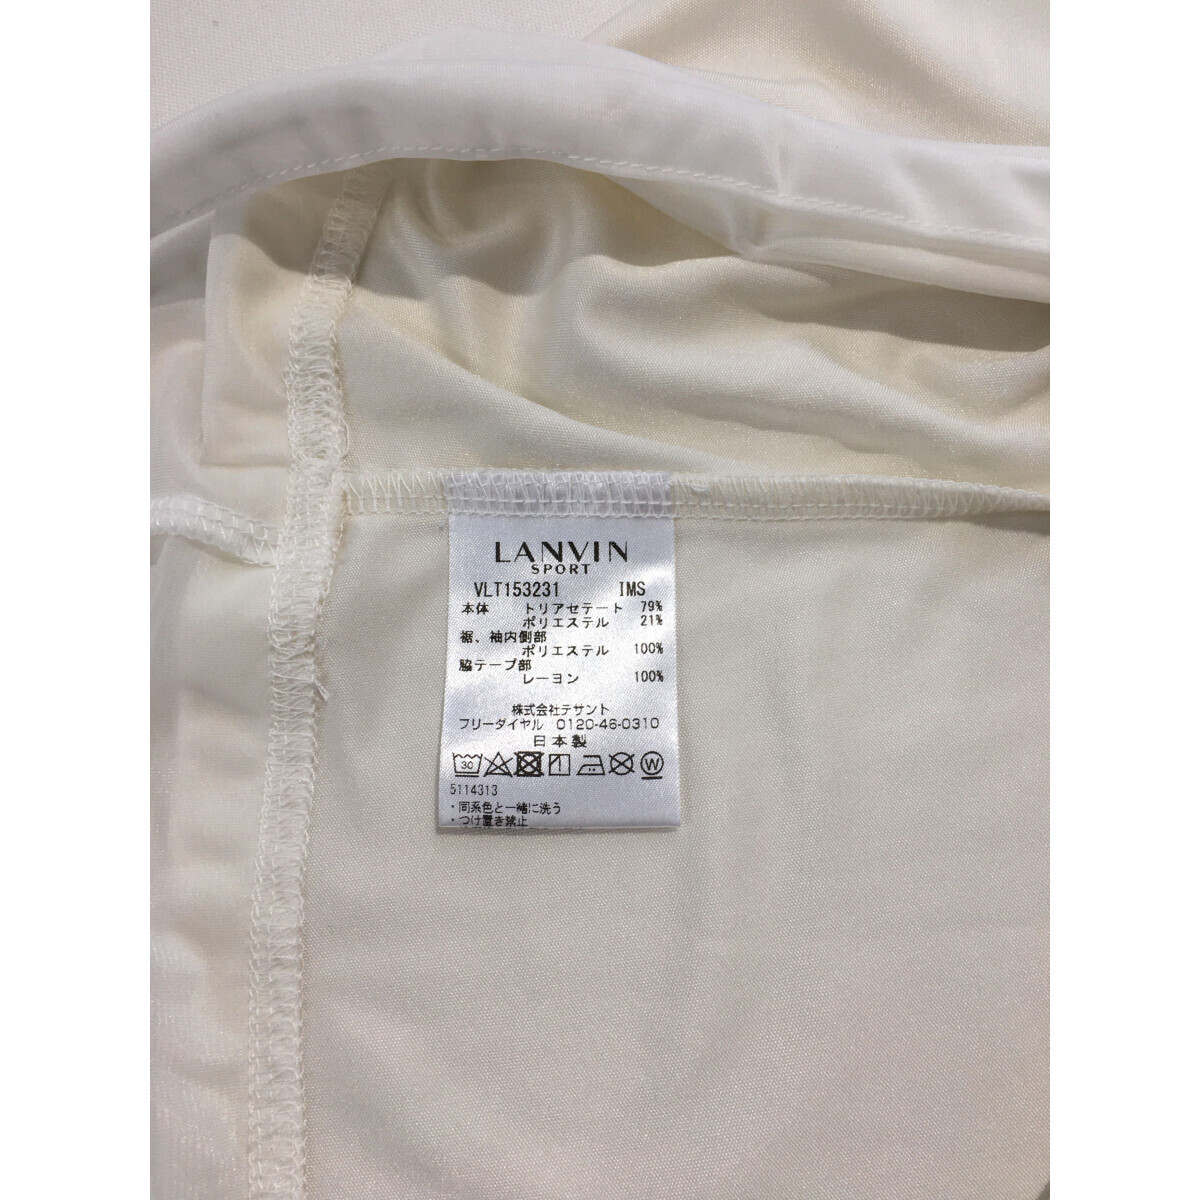 LANVIN
SPORT
VLT153231 IMS
本体 トリアセテート 79%
ポリエステル 21%
裾、袖内側部
ポリエステル 100%
脇テープ部
レーヨン 100%
株式会社デサント
フリーダイヤル 0120-46-0310
日本製
30 W
5114313
・同系色と一緒に洗う
・つけ置き禁止